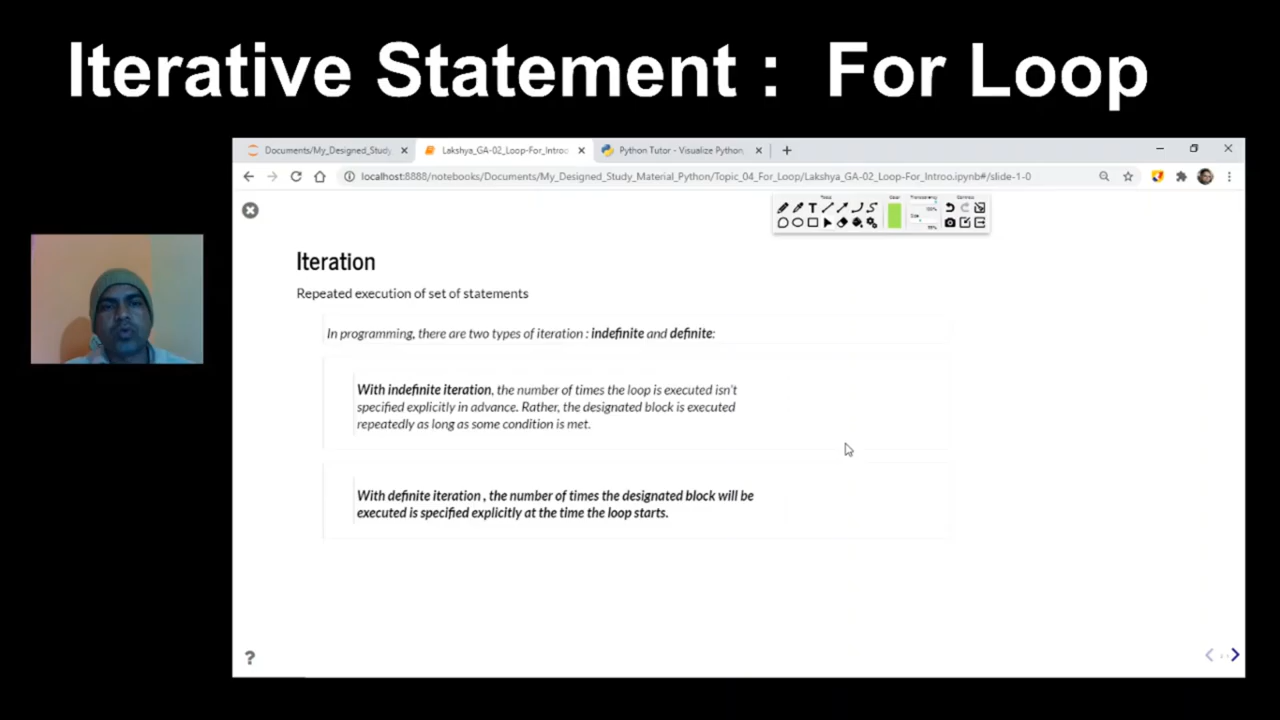 Iterative Statement : For Loop
Documents/My_Designed_Study
Lakshya_GA-02_Loop-For_Introo
Python Tutor - Visualize Python,
localhost:8888/notebooks/Documents/My_Designed_Study_Material_Python/Topic_04_For_Loop/Lakshya_GA-02_Loop-For_Introo.ipynb#/slide-1-0
Iteration
Repeated execution of set of statements
In programming, there are two types of iteration : indefinite and definite:
With indefinite iteration, the number of times the loop is executed isn't
specified explicitly in advance. Rather, the designated block is executed
repeatedly as long as some condition is met.
With definite iteration , the number of times the designated block will be
executed is specified explicitly at the time the loop starts.
?